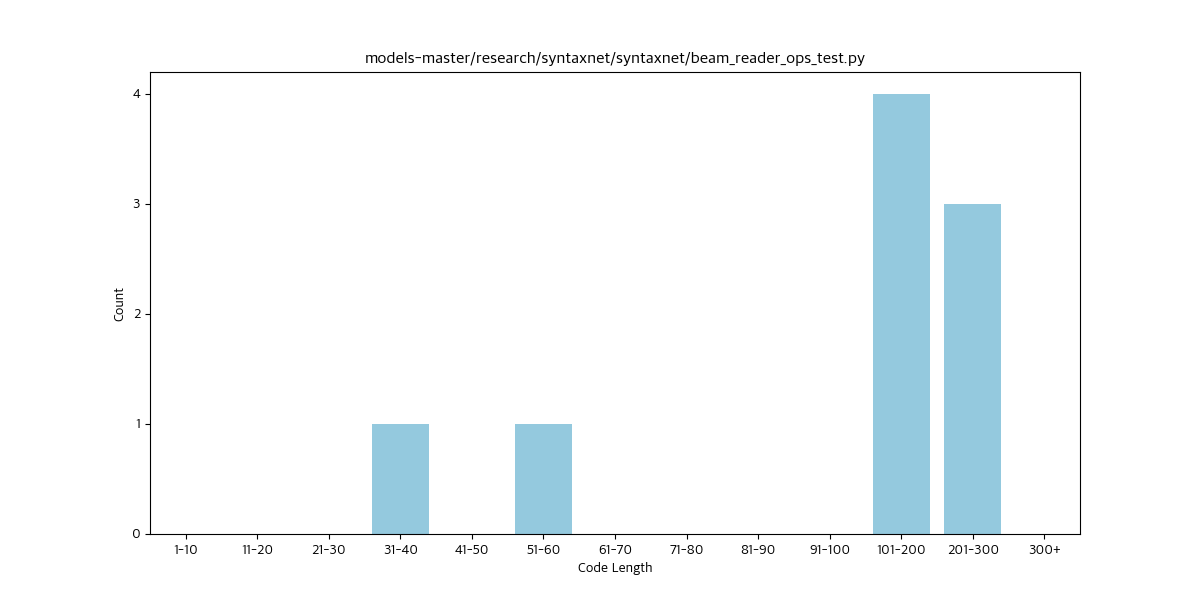 models-master/research/syntaxnet/syntaxnet/beam_reader_ops_test.py
4
3
2
1
0
Count
1-10 11-20 21-30 31-40 41-50 51-60 61-70 71-80 81-90 91-100 101-200 201-300 300+
Code Length